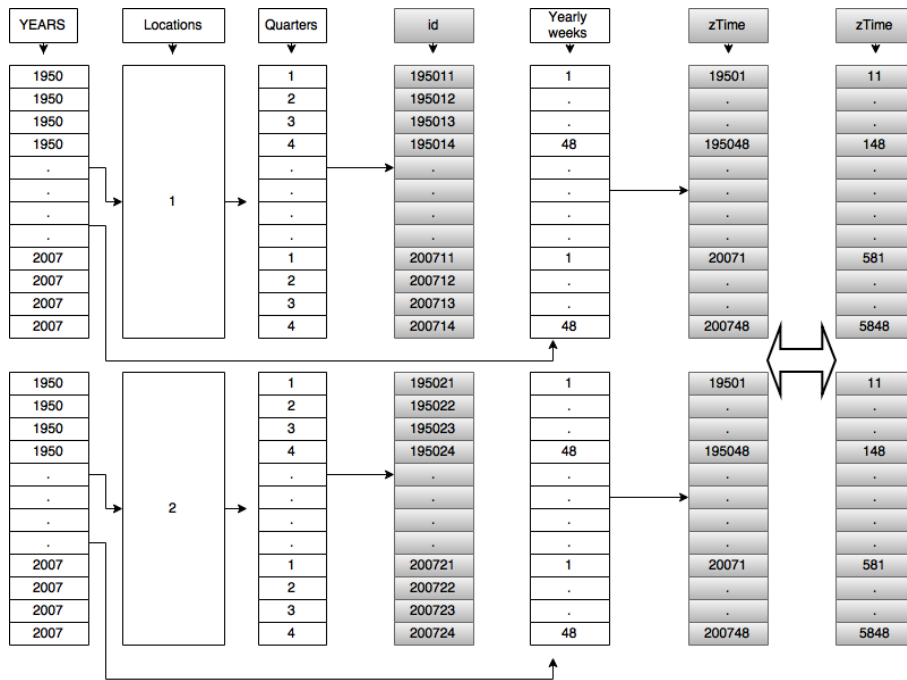 YEARS Locations Quarters id Yearly weeks zTime zTime
1950 1 195011 1 19501 11
1950 2 195012 . . .
1950 3 195013 . . .
1950 4 195014 48 195048 148
. . . . . .
. 1 . . . . .
. . . . . .
. . . . . .
2007 1 200711 1 20071 581
2007 2 200712 . . .
2007 3 200713 . . .
2007 4 200714 48 200748 5848
1950 1 195021 1 19501 11
1950 2 195022 . . .
1950 3 195023 . . .
1950 4 195024 48 195048 148
. . . . . .
. 2 . . . . .
. . . . . .
. . . . . .
2007 1 200721 1 20071 581
2007 2 200722 . . .
2007 3 200723 . . .
2007 4 200724 48 200748 5848